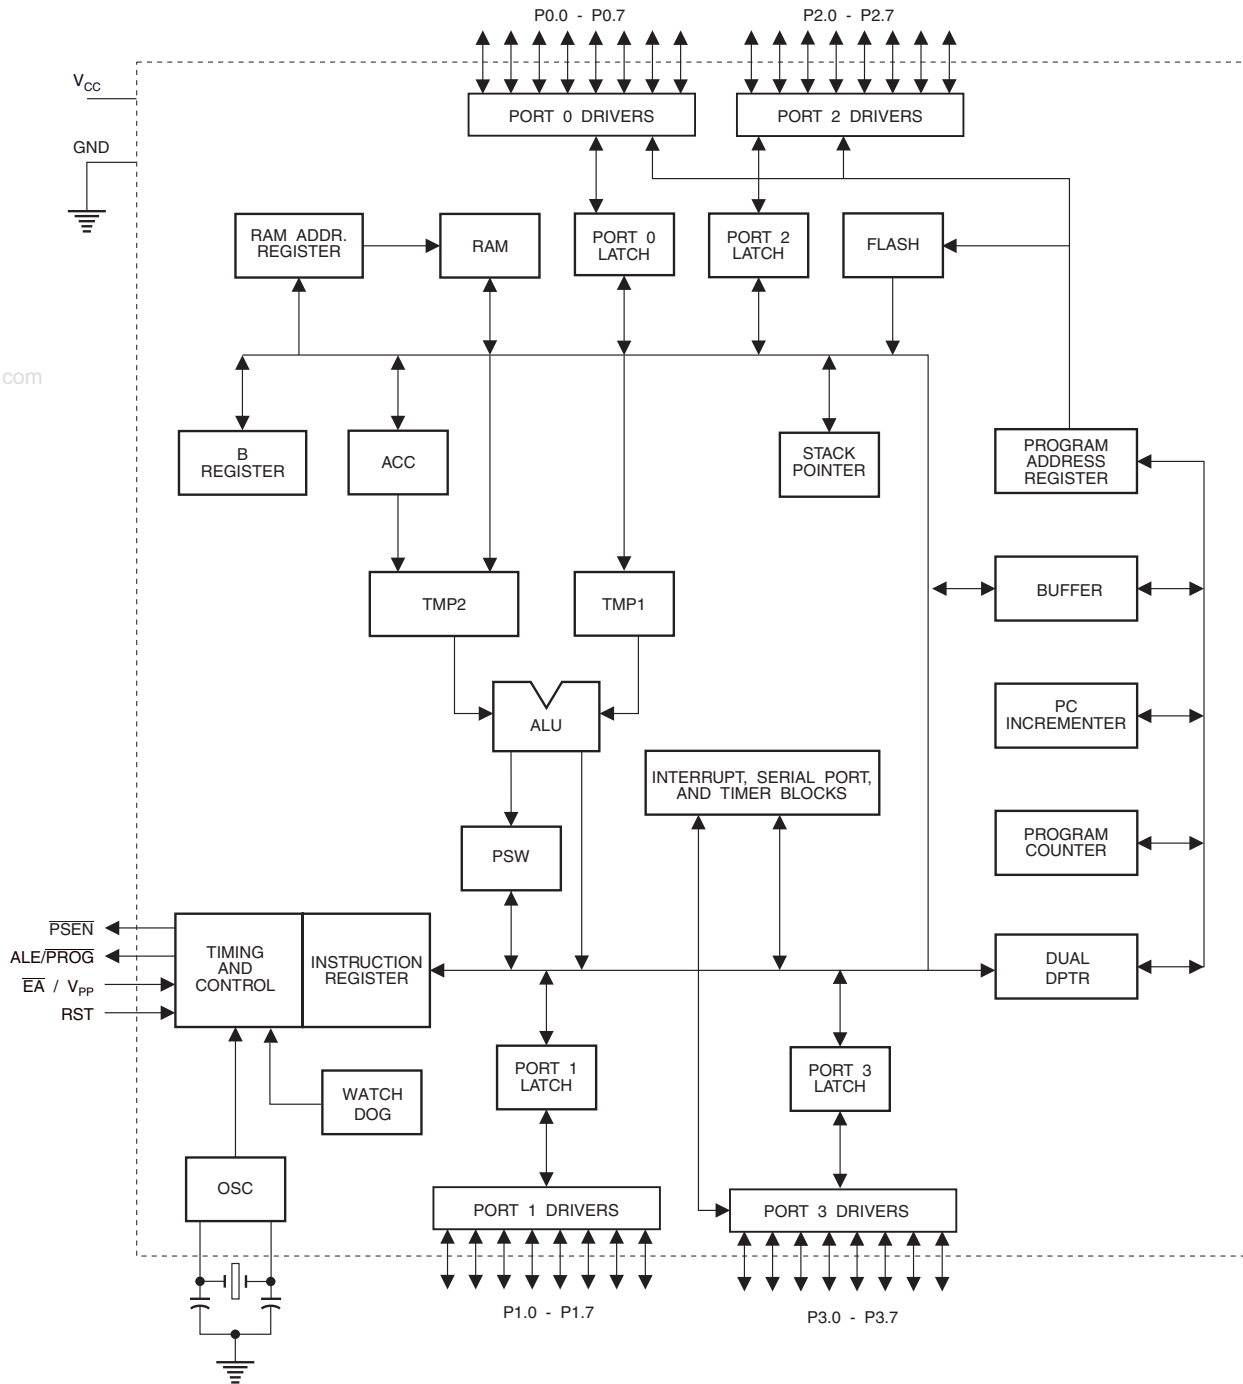 P0.0 - P0.7
P2.0 - P2.7
VCC
PORT 0 DRIVERS
PORT 2 DRIVERS
GND
RAM ADDR.
REGISTER
RAM
PORT 0
LATCH
PORT 2
LATCH
FLASH
com
B
REGISTER
ACC
STACK
POINTER
PROGRAM
ADDRESS
REGISTER
TMP2
TMP1
BUFFER
ALU
PC
INCREMENTER
INTERRUPT, SERIAL PORT,
AND TIMER BLOCKS
PSW
PROGRAM
COUNTER
PSEN
ALE/PROG
EA / VPP
RST
TIMING
AND
CONTROL
INSTRUCTION
REGISTER
DUAL
DPTR
PORT 1
LATCH
PORT 3
LATCH
WATCH
DOG
OSC
PORT 1 DRIVERS
PORT 3 DRIVERS
P1.0 - P1.7
P3.0 - P3.7